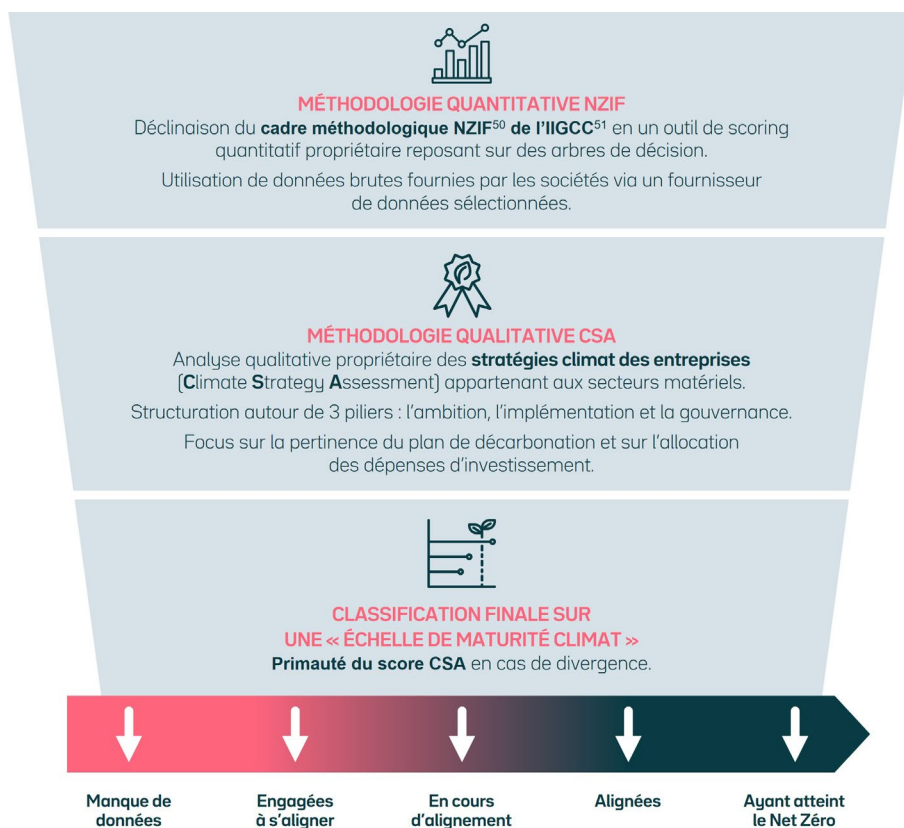 MÉTHODOLOGIE QUANTITATIVE NZIF
Déclinaison du cadre méthodologique NZIF⁵⁰ de l'IIGCC⁵¹ en un outil de scoring
quantitatif propriétaire reposant sur des arbres de décision.
Utilisation de données brutes fournies par les sociétés via un fournisseur
de données sélectionnées.
MÉTHODOLOGIE QUALITATIVE CSA
Analyse qualitative propriétaire des stratégies climat des entreprises
(Climate Strategy Assessment) appartenant aux secteurs matériels.
Structuration autour de 3 piliers : l'ambition, l'implémentation et la gouvernance.
Focus sur la pertinence du plan de décarbonation et sur l'allocation
des dépenses d'investissement.
CLASSIFICATION FINALE SUR
UNE « ÉCHELLE DE MATURITÉ CLIMAT »
Primauté du score CSA en cas de divergence.
Manque de
données
Engagées
à s'aligner
En cours
d'alignement
Alignées
Ayant atteint
le Net Zéro